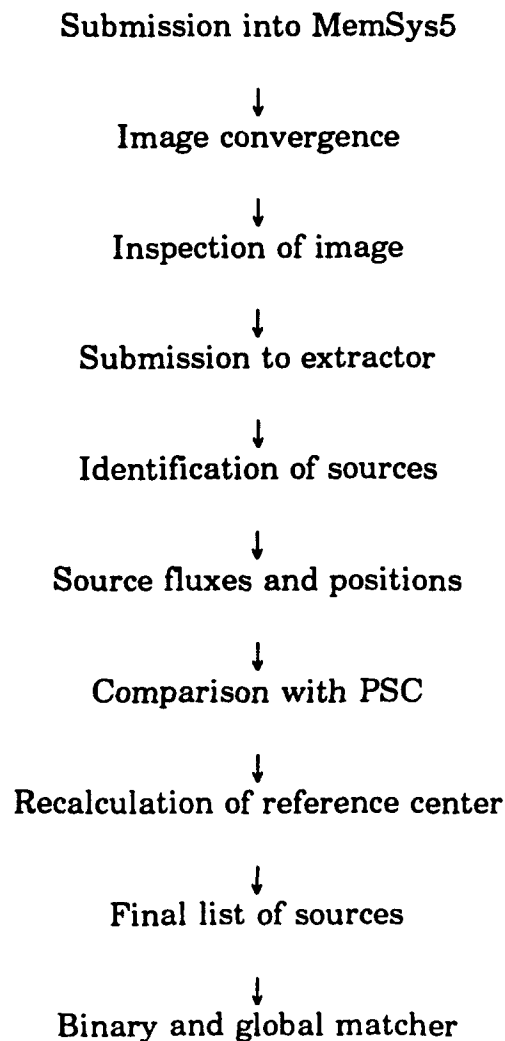 Submission into MemSys5
↓
Image convergence
↓
Inspection of image
↓
Submission to extractor
↓
Identification of sources
↓
Source fluxes and positions
↓
Comparison with PSC
↓
Recalculation of reference center
↓
Final list of sources
↓
Binary and global matcher